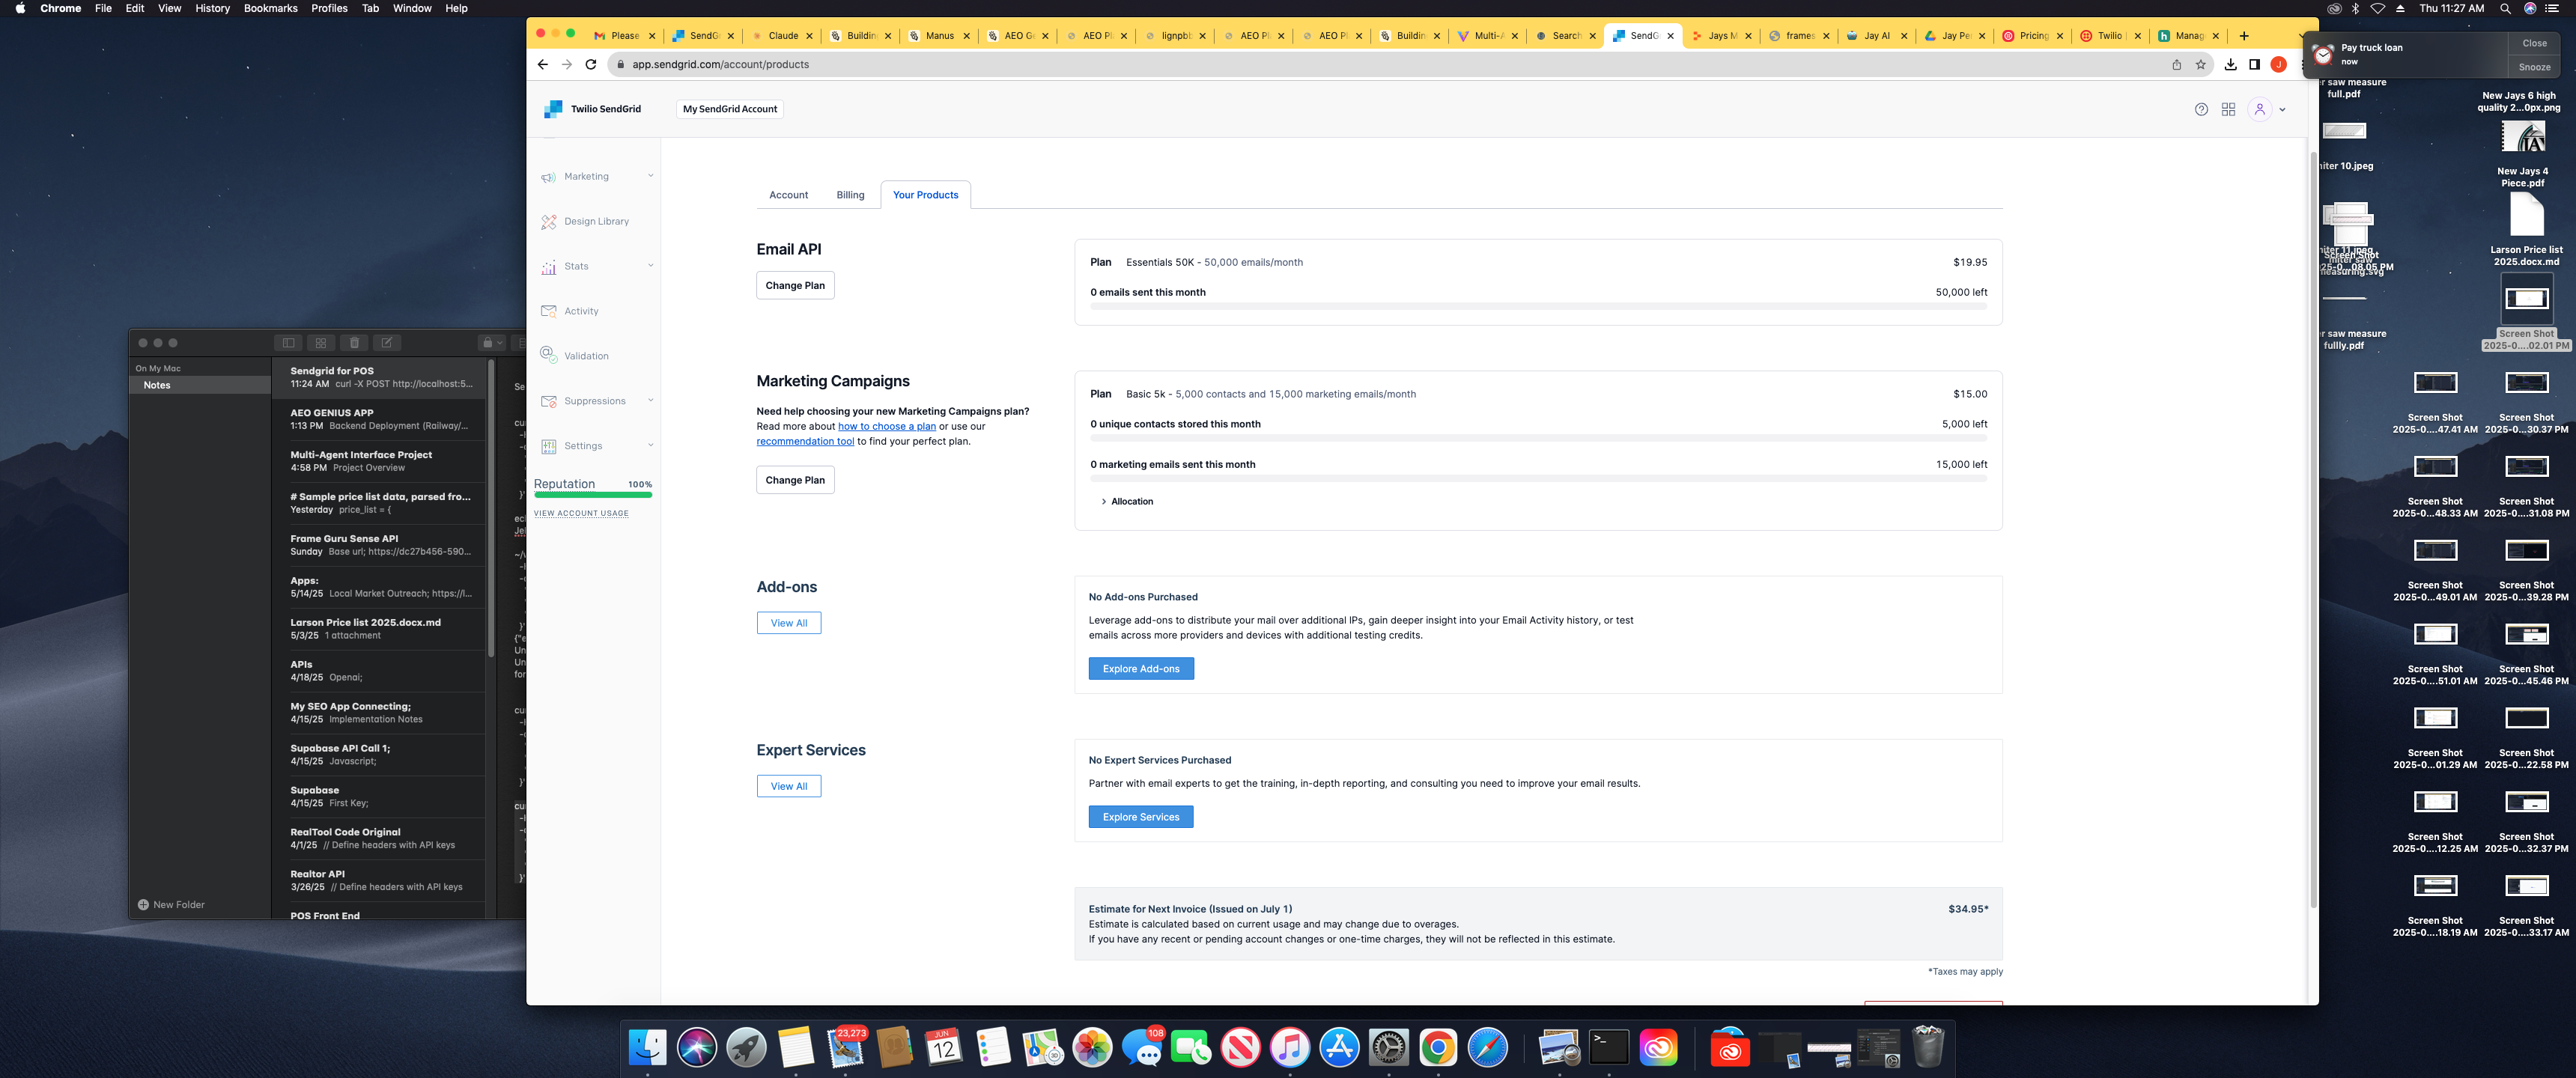 Chrome File Edit View History Bookmarks Profiles Tab Window Help
Thu 11:27 AM
Please SendG Claude Buildin Manus AEO G AEO Pl lignpbb AEO Pl AEO Pl Buildin Multi-A Search SendG Jays M frames Jay AI Jay Pe Pricing Twilio Manag
app.sendgrid.com/account/products
Pay truck loan
now
Close
Snooze
Twilio SendGrid
My SendGrid Account
Marketing
Design Library
Stats
Activity
Validation
Suppressions
Settings
Reputation 100%
VIEW ACCOUNT USAGE
Account Billing Your Products
Email API
Change Plan
Plan Essentials 50K - 50,000 emails/month $19.95
0 emails sent this month 50,000 left
Marketing Campaigns
Need help choosing your new Marketing Campaigns plan?
Read more about how to choose a plan or use our
recommendation tool to find your perfect plan.
Change Plan
Plan Basic 5k - 5,000 contacts and 15,000 marketing emails/month $15.00
0 unique contacts stored this month 5,000 left
0 marketing emails sent this month 15,000 left
Allocation
Add-ons
View All
No Add-ons Purchased
Leverage add-ons to distribute your mail over additional IPs, gain deeper insight into your Email Activity history, or test
emails across more providers and devices with additional testing credits.
Explore Add-ons
Expert Services
View All
No Expert Services Purchased
Partner with email experts to get the training, in-depth reporting, and consulting you need to improve your email results.
Explore Services
Estimate for Next Invoice (Issued on July 1) $34.95*
Estimate is calculated based on current usage and may change due to overages.
If you have any recent or pending account changes or one-time charges, they will not be reflected in this estimate.
*Taxes may apply
On My Mac
Notes
New Folder
Sendgrid for POS
11:24 AM curl -X POST http://localhost:5...
AEO GENIUS APP
1:13 PM Backend Deployment (Railway/...
Multi-Agent Interface Project
4:58 PM Project Overview
# Sample price list data, parsed fro...
Yesterday price_list = {
Frame Guru Sense API
Sunday Base url; https://dc27b456-590...
Apps:
5/14/25 Local Market Outreach; https://l...
Larson Price list 2025.docx.md
5/3/25 1 attachment
APIs
4/18/25 Openai;
My SEO App Connecting;
4/15/25 Implementation Notes
Supabase API Call 1;
4/15/25 Javascript;
Supabase
4/15/25 First Key;
RealTool Code Original
4/1/25 // Define headers with API keys
Realtor API
3/26/25 // Define headers with API keys
POS Front End
r saw measure
full.pdf
New Jays 6 high
quality 2...0px.png
niter 10.jpeg
New Jays 4
Piece.pdf
Larson Price list
2025.docx.md
er saw measure
fullly.pdf
Screen Shot
2025-0....02.01 PM
Screen Shot
2025-0....47.41 AM
Screen Shot
2025-0...30.37 PM
Screen Shot
2025-0...48.33 AM
Screen Shot
2025-0....31.08 PM
Screen Shot
2025-0...49.01 AM
Screen Shot
2025-0...39.28 PM
Screen Shot
2025-0....51.01 AM
Screen Shot
2025-0...45.46 PM
Screen Shot
2025-0....01.29 AM
Screen Shot
2025-0...22.58 PM
Screen Shot
2025-0....12.25 AM
Screen Shot
2025-0...32.37 PM
Screen Shot
2025-0....18.19 AM
Screen Shot
2025-0....33.17 AM
23,273
JUN
12
108